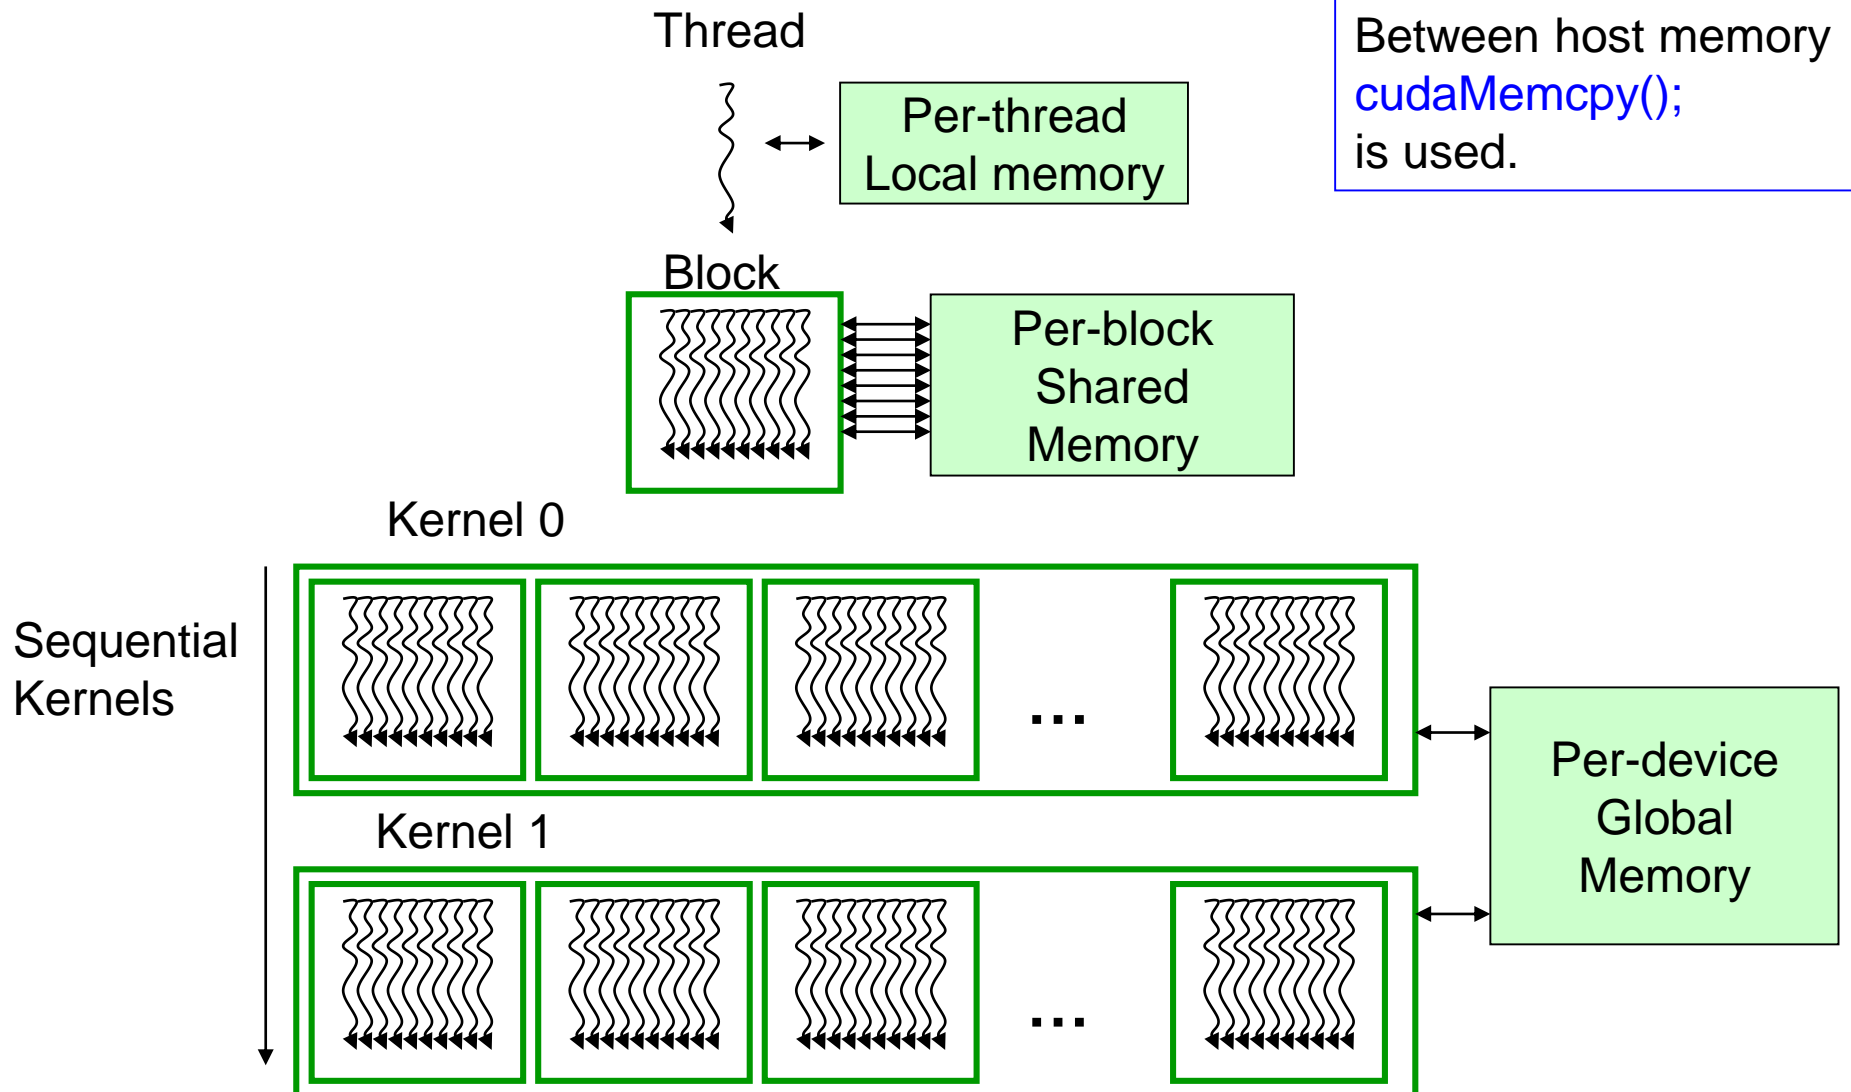 Thread
Per-thread
Local memory
Between host memory
cudaMemcpy();
is used.
Block
Per-block
Shared
Memory
Kernel 0
Sequential
Kernels
...
Per-device
Global
Memory
Kernel 1
...